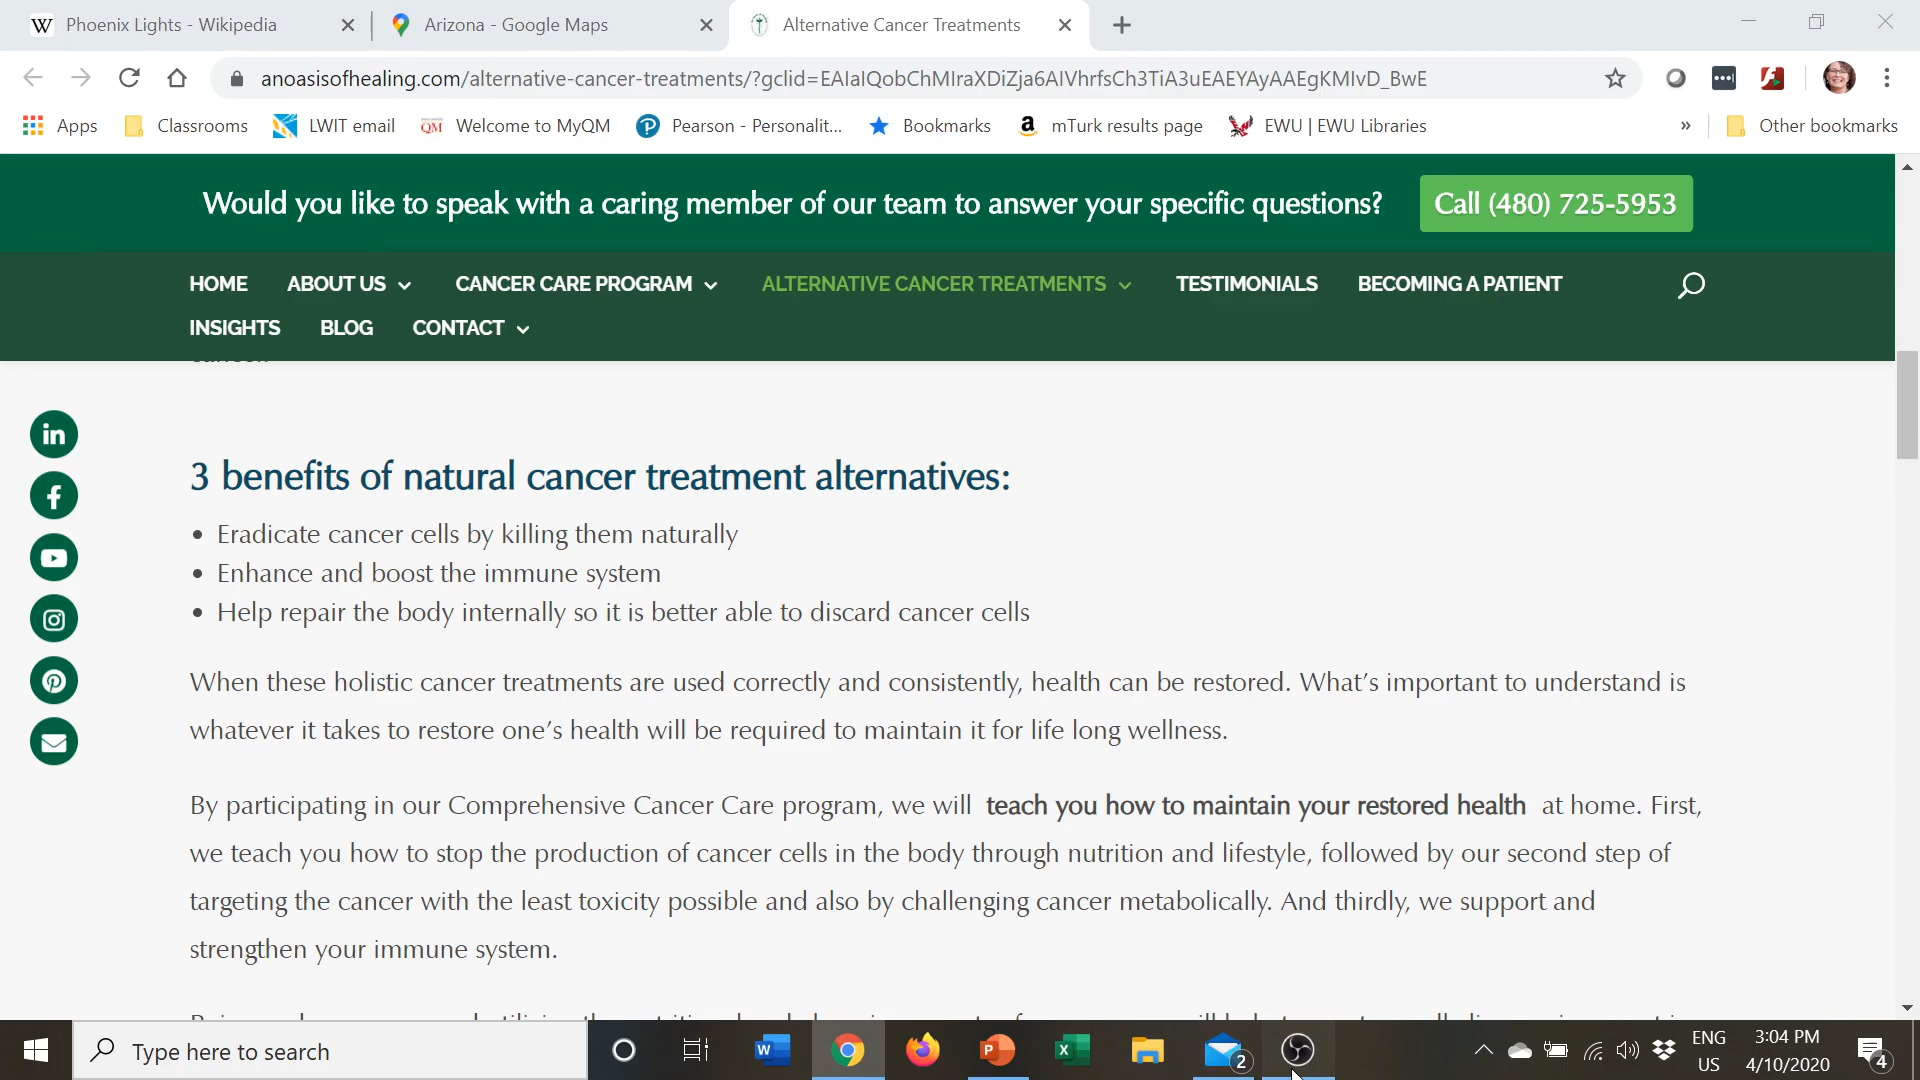 W Phoenix Lights - Wikipedia
Arizona - Google Maps
Alternative Cancer Treatments
anoasisofhealing.com/alternative-cancer-treatments/?gclid=EAIaIQobChMIraXDiZja6AIVhrfsCh3TiA3uEAEYAyAAEgKMIvD_BwE
Apps
Classrooms
LWIT email
QM Welcome to MyQM
Pearson - Personalit...
Bookmarks
a mTurk results page
EWU | EWU Libraries
»
Other bookmarks
Would you like to speak with a caring member of our team to answer your specific questions?
Call (480) 725-5953
HOME ABOUT US CANCER CARE PROGRAM ALTERNATIVE CANCER TREATMENTS TESTIMONIALS BECOMING A PATIENT
INSIGHTS BLOG CONTACT
3 benefits of natural cancer treatment alternatives:
• Eradicate cancer cells by killing them naturally
• Enhance and boost the immune system
• Help repair the body internally so it is better able to discard cancer cells
When these holistic cancer treatments are used correctly and consistently, health can be restored. What's important to understand is
whatever it takes to restore one's health will be required to maintain it for life long wellness.
By participating in our Comprehensive Cancer Care program, we will teach you how to maintain your restored health at home. First,
we teach you how to stop the production of cancer cells in the body through nutrition and lifestyle, followed by our second step of
targeting the cancer with the least toxicity possible and also by challenging cancer metabolically. And thirdly, we support and
strengthen your immune system.
Type here to search
2
ENG
US
3:04 PM
4/10/2020
4